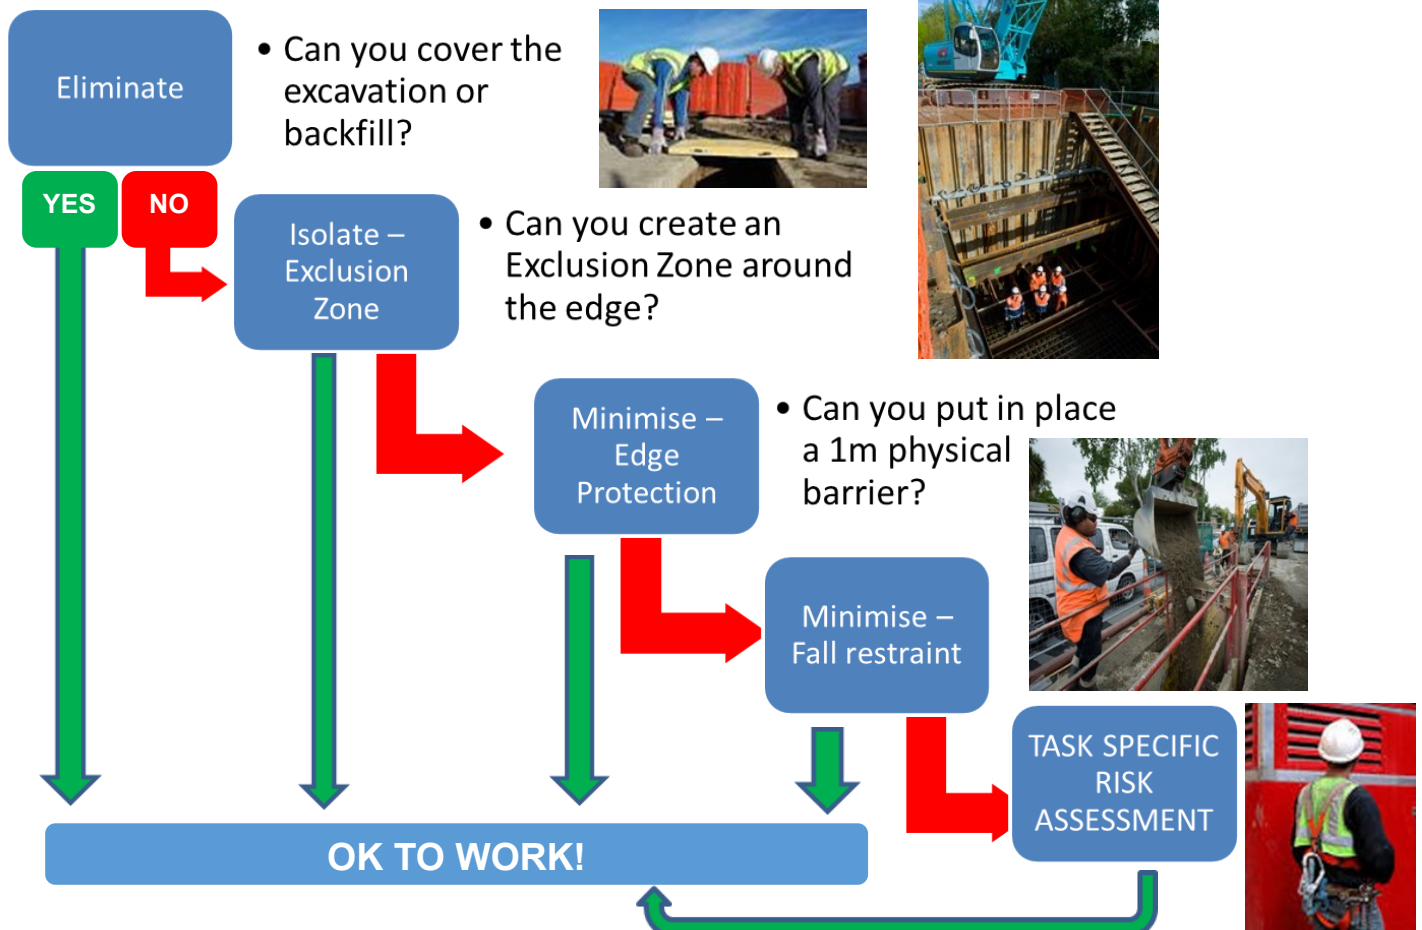 Eliminate
• Can you cover the
excavation or
backfill?
YES
NO
Isolate –
Exclusion
Zone
• Can you create an
Exclusion Zone around
the edge?
Minimise –
Edge
Protection
• Can you put in place
a 1m physical
barrier?
Minimise –
Fall restraint
TASK SPECIFIC
RISK
ASSESSMENT
OK TO WORK!